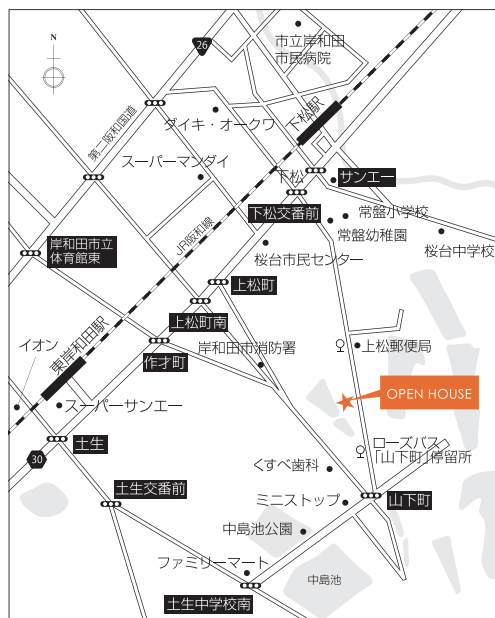 N
26
市立岸和田
市民病院
ダイキ・オークワ
下松駅
第二阪和国道
スーパーマンダイ
下松
サンエー
下松交番前
常盤小学校
常盤幼稚園
桜台中学校
JR阪和線
桜台市民センター
岸和田市立
体育館東
上松町
上松町南
作才町
岸和田市消防署
上松郵便局
東岸和田駅
イオン
OPEN HOUSE
スーパーサンエー
土生
30
ローズバス
「山下町」停留所
くすべ歯科
土生交番前
ミニストップ
山下町
中島池公園
ファミリーマート
中島池
土生中学校南